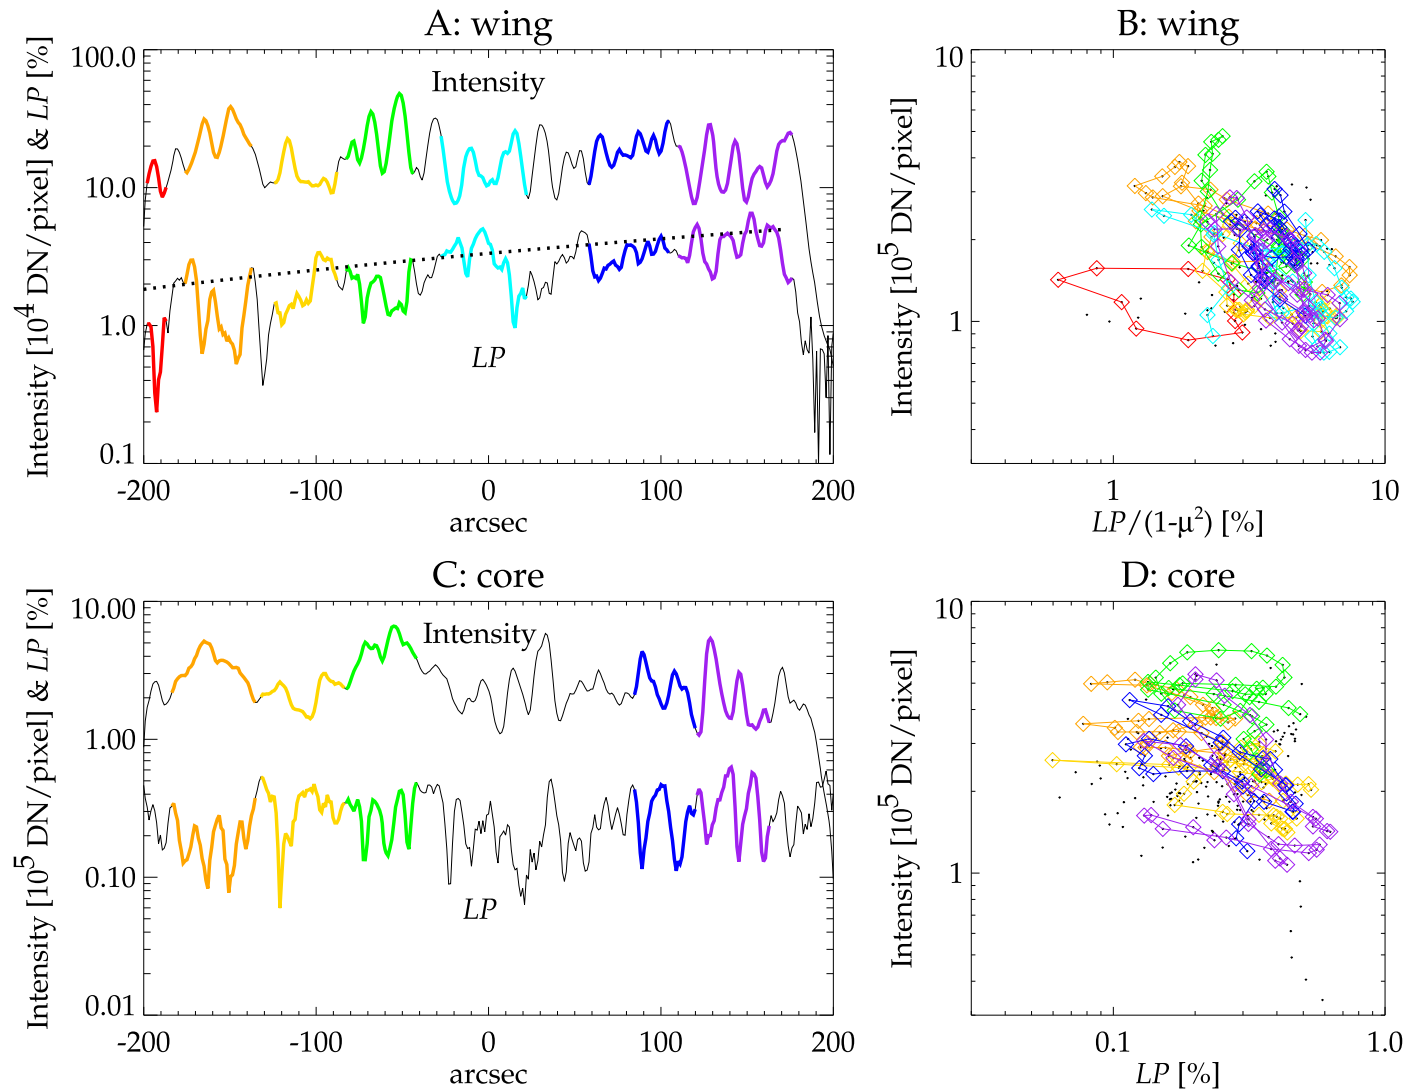 A: wing
Intensity [10⁴ DN/pixel] & LP [%]
100.0
10.0
1.0
0.1
Intensity
LP
-200 -100 0 100 200
arcsec
B: wing
Intensity [10⁵ DN/pixel]
10
1
1 10
LP/(1-μ²) [%]
C: core
Intensity [10⁵ DN/pixel] & LP [%]
10.00
1.00
0.10
0.01
Intensity
LP
-200 -100 0 100 200
arcsec
D: core
Intensity [10⁵ DN/pixel]
10
1
0.1 1.0
LP [%]